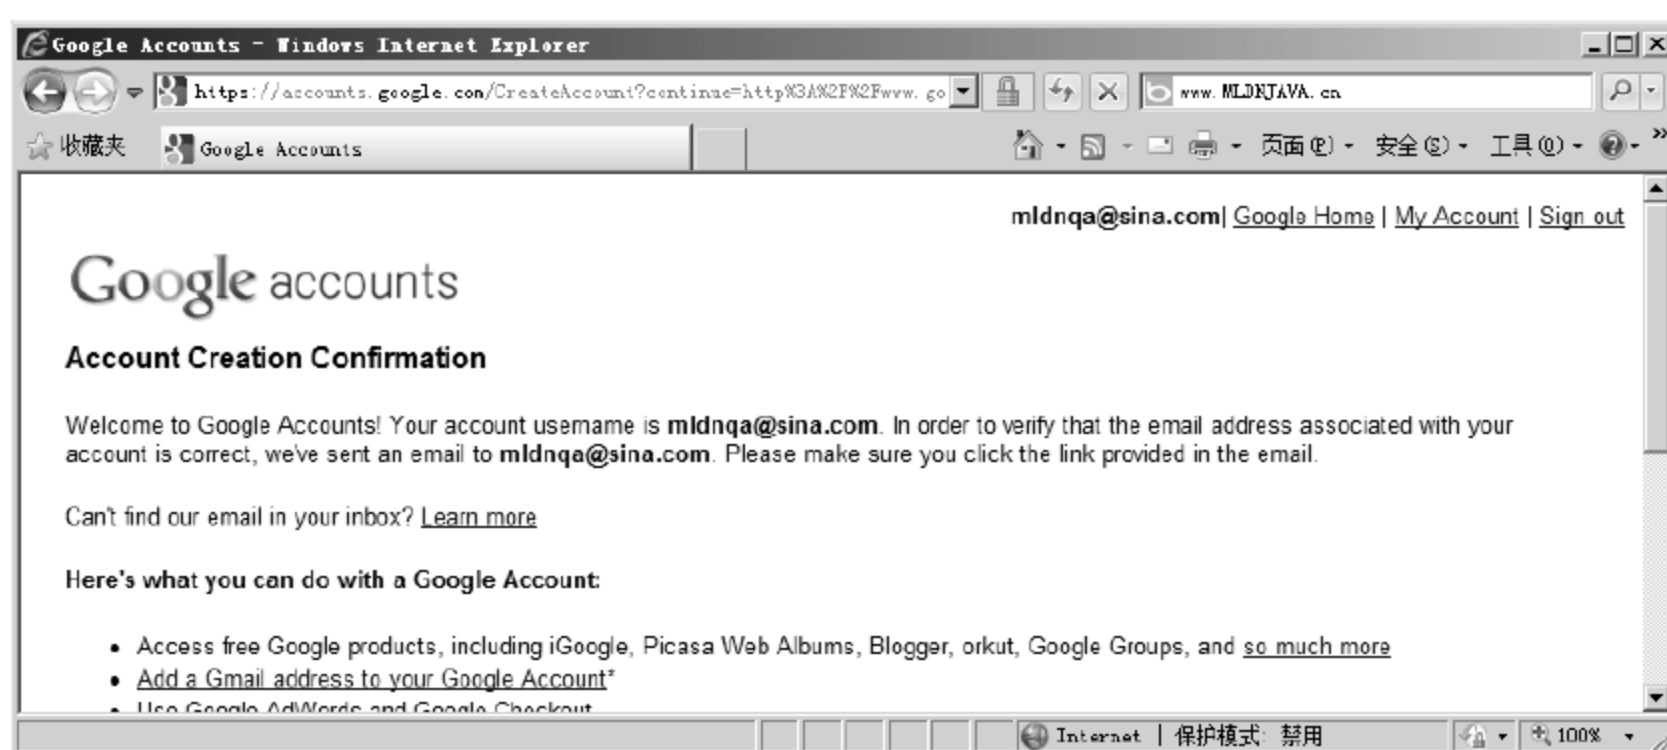 Google Accounts - Windows Internet Explorer
https://accounts.google.com/CreateAccount?continue=http%3A%2F%2Fwww.go
www.MLDNJAVA.cn
收藏夹
Google Accounts
页面(P)
安全(S)
工具(O)
mldnqa@sina.com| Google Home | My Account | Sign out
Google accounts
Account Creation Confirmation
Welcome to Google Accounts! Your account username is mldnqa@sina.com. In order to verify that the email address associated with your
account is correct, we've sent an email to mldnqa@sina.com. Please make sure you click the link provided in the email.
Can't find our email in your inbox? Learn more
Here's what you can do with a Google Account:
• Access free Google products, including iGoogle, Picasa Web Albums, Blogger, orkut, Google Groups, and so much more
• Add a Gmail address to your Google Account*
• Use Google AdWords and Google Checkout
Internet | 保护模式: 禁用
100%